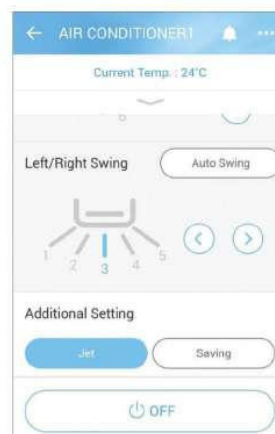 ← AIR CONDITIONER1 ...
Current Temp. : 24°C
6
Left/Right Swing Auto Swing
1 2 3 4 5
Additional Setting
Jet Saving
OFF